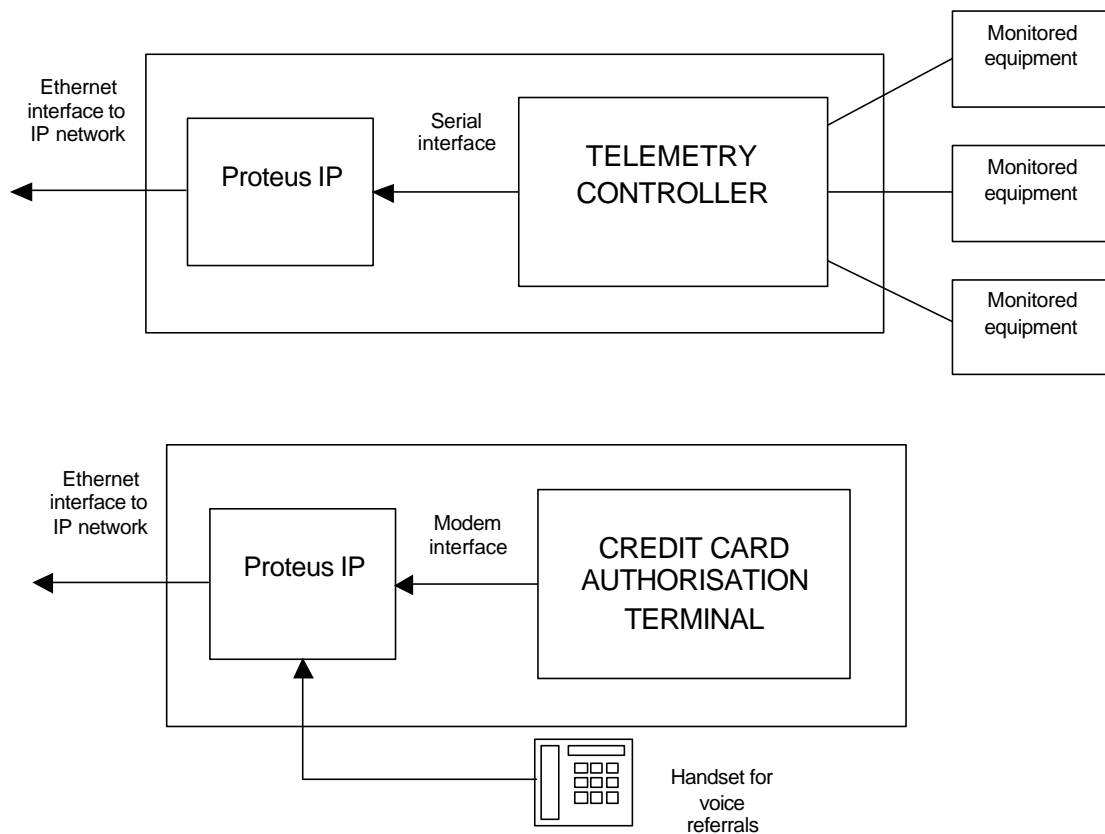 Monitored
equipment
Ethernet
interface to
IP network
Serial
interface
Proteus IP
TELEMETRY
CONTROLLER
Monitored
equipment
Monitored
equipment
Ethernet
interface to
IP network
Modem
interface
Proteus IP
CREDIT CARD
AUTHORISATION
TERMINAL
Handset for
voice
referrals